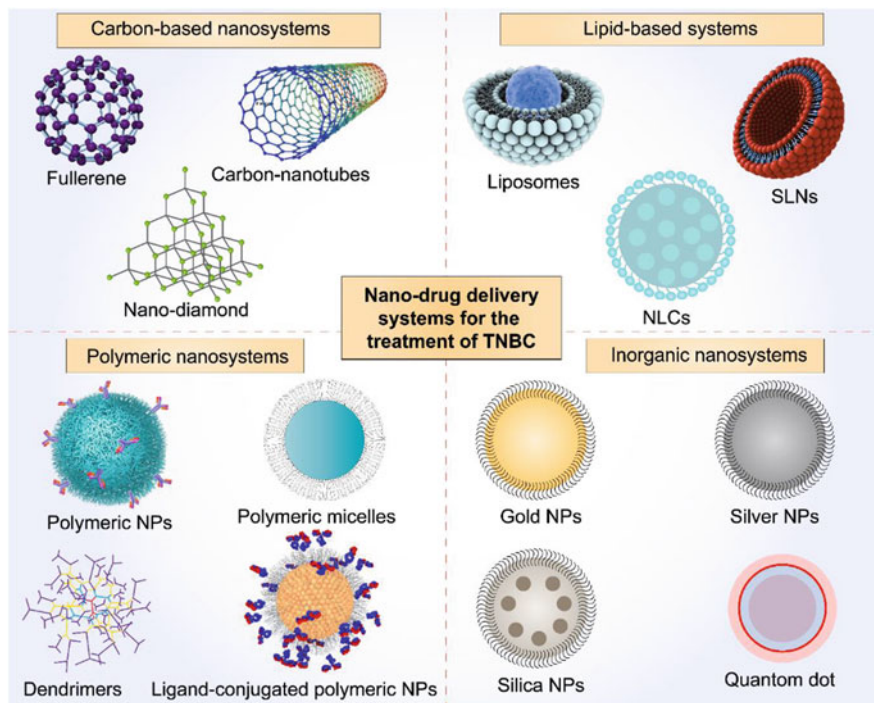 Carbon-based nanosystems
Fullerene
Carbon-nanotubes
Nano-diamond
Lipid-based systems
Liposomes
SLNs
NLCs
Nano-drug delivery
systems for the
treatment of TNBC
Polymeric nanosystems
Polymeric NPs
Polymeric micelles
Dendrimers
Ligand-conjugated polymeric NPs
Inorganic nanosystems
Gold NPs
Silver NPs
Silica NPs
Quantom dot